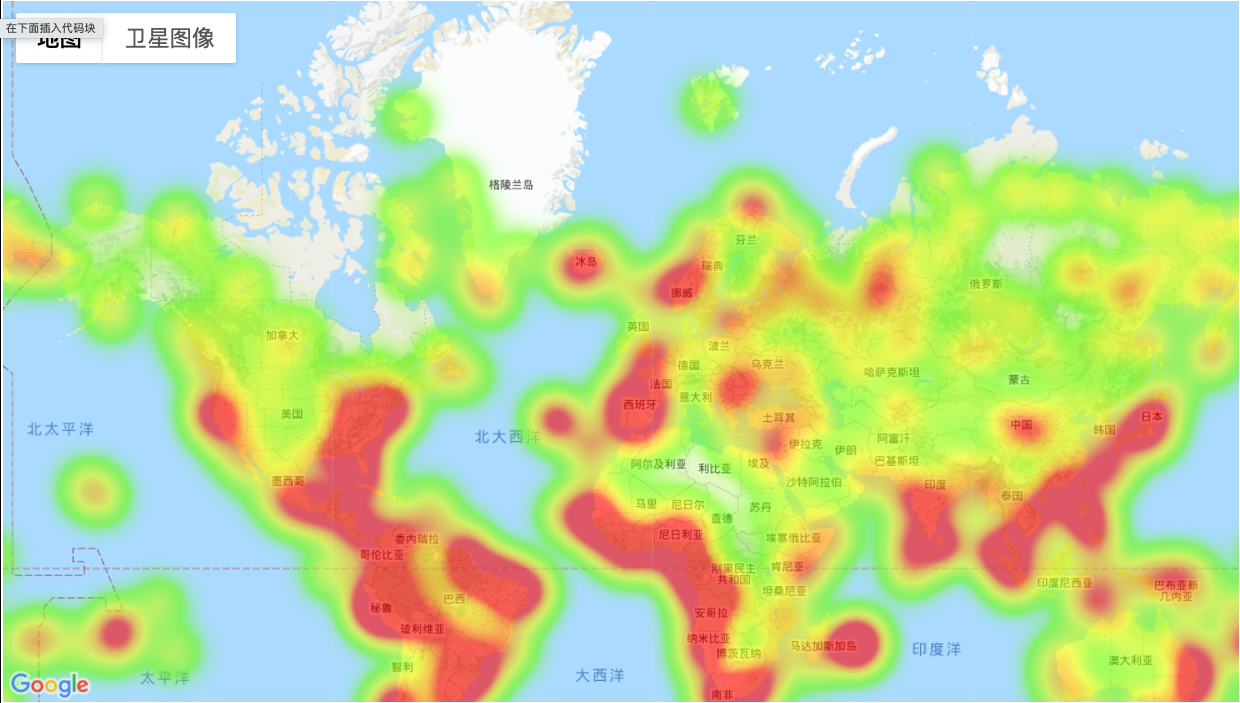 在下面插入代码块
地图
卫星图像
格陵兰岛
冰岛
芬兰
瑞典
挪威
俄罗斯
英国
加拿大
波兰
德国
乌克兰
哈萨克斯坦
蒙古
法国
意大利
西班牙
美国
土耳其
日本
中国
韩国
北太平洋
北大西洋
伊拉克
伊朗
阿富汗
阿尔及利亚
利比亚
埃及
巴基斯坦
墨西哥
沙特阿拉伯
印度
泰国
马里
尼日尔
苏丹
查德
尼日利亚
埃塞俄比亚
委内瑞拉
哥伦比亚
刚果民主
共和国
肯尼亚
坦桑尼亚
印度尼西亚
巴布亚新
几内亚
巴西
秘鲁
安哥拉
玻利维亚
纳米比亚
马达加斯加岛
博茨瓦纳
印度洋
澳大利亚
智利
太平洋
大西洋
南非
Google